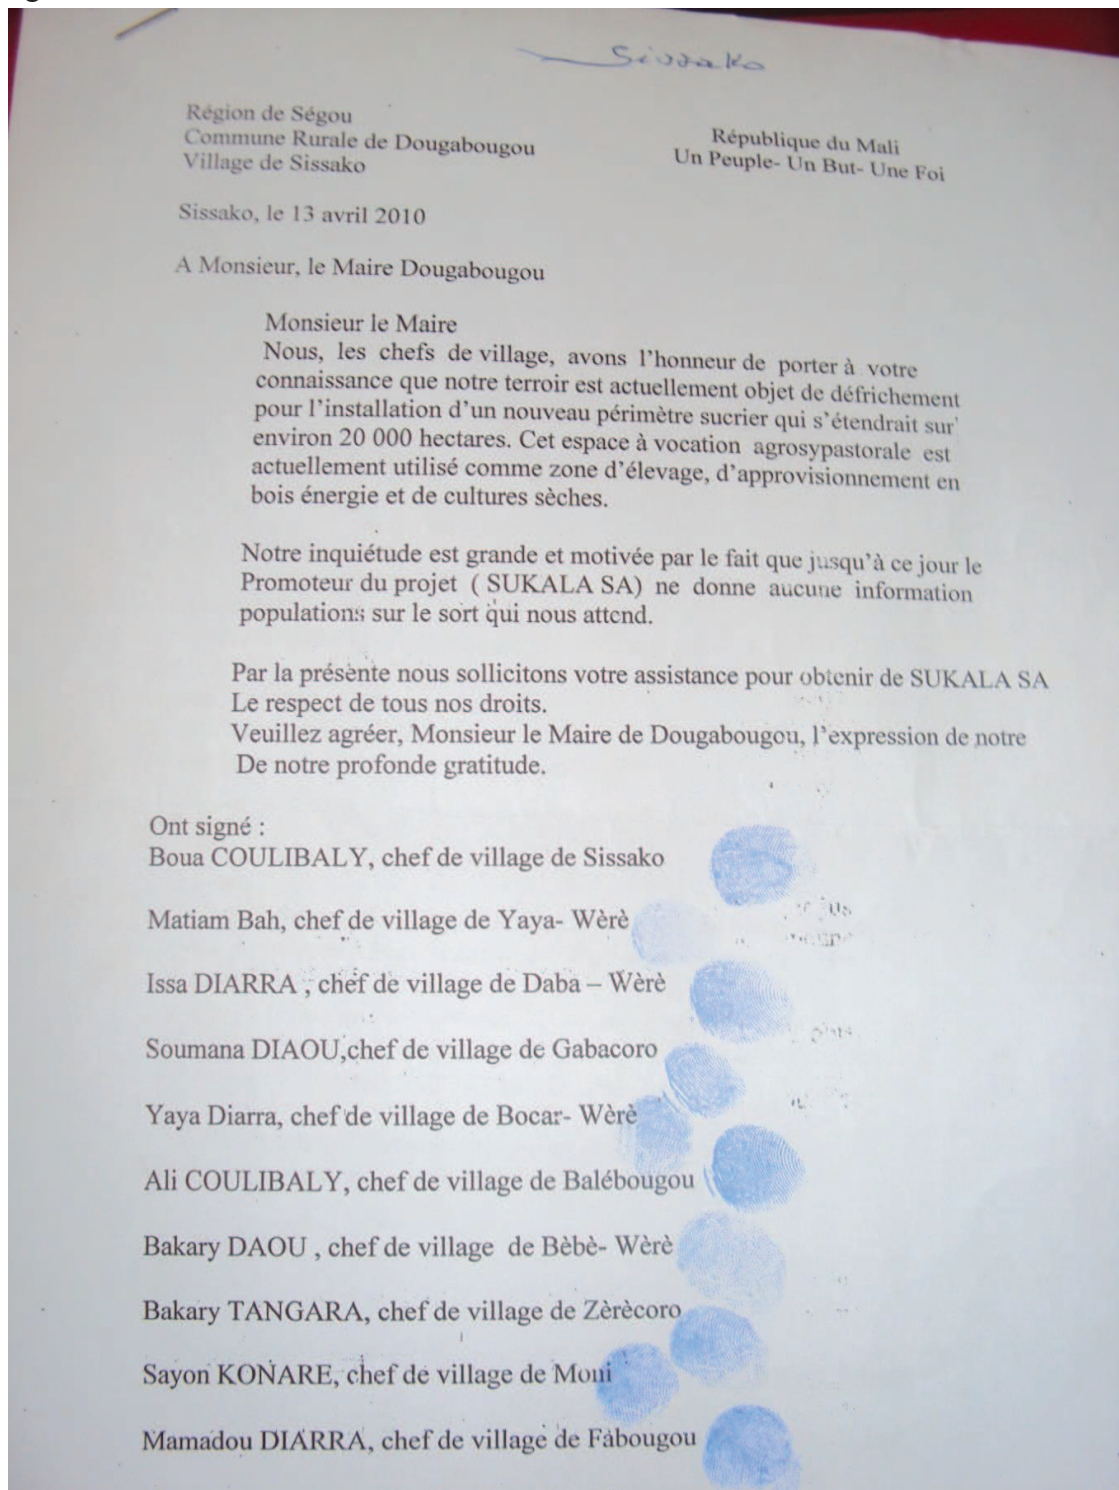 Sissako
Région de Ségou
Commune Rurale de Dougabougou
Village de Sissako
République du Mali
Un Peuple- Un But- Une Foi
Sissako, le 13 avril 2010
A Monsieur, le Maire Dougabougou
Monsieur le Maire
Nous, les chefs de village, avons l'honneur de porter à votre
connaissance que notre terroir est actuellement objet de défrichement
pour l'installation d'un nouveau périmètre sucrier qui s'étendrait sur
environ 20 000 hectares. Cet espace à vocation agrosypastorale est
actuellement utilisé comme zone d'élevage, d'approvisionnement en
bois énergie et de cultures sèches.
Notre inquiétude est grande et motivée par le fait que jusqu'à ce jour le
Promoteur du projet ( SUKALA SA) ne donne aucune information
populations sur le sort qui nous attend.
Par la présente nous sollicitons votre assistance pour obtenir de SUKALA SA
Le respect de tous nos droits.
Veuillez agréer, Monsieur le Maire de Dougabougou, l'expression de notre
De notre profonde gratitude.
Ont signé :
Boua COULIBALY, chef de village de Sissako
Matiam Bah, chef de village de Yaya- Wèrè
Issa DIARRA , chef de village de Daba – Wèrè
Soumana DIAOU,chef de village de Gabacoro
Yaya Diarra, chef de village de Bocar- Wèrè
Ali COULIBALY, chef de village de Balébougou
Bakary DAOU , chef de village de Bèbè- Wèrè
Bakary TANGARA, chef de village de Zèrècoro
Sayon KONARE, chef de village de Moni
Mamadou DIARRA, chef de village de Fabougou